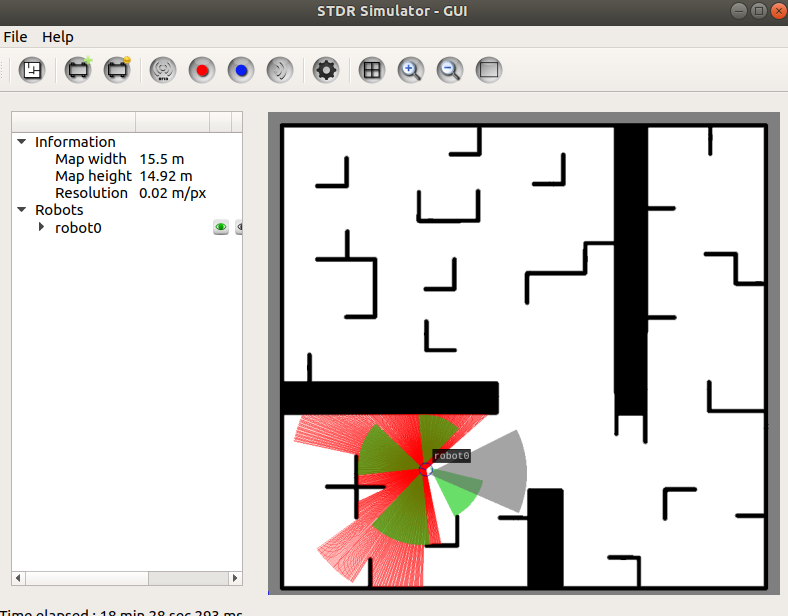 STDR Simulator - GUI
File Help
Information
Map width 15.5 m
Map height 14.92 m
Resolution 0.02 m/px
Robots
robot0
robot0
Time elapsed : 18 min 28 sec 293 ms